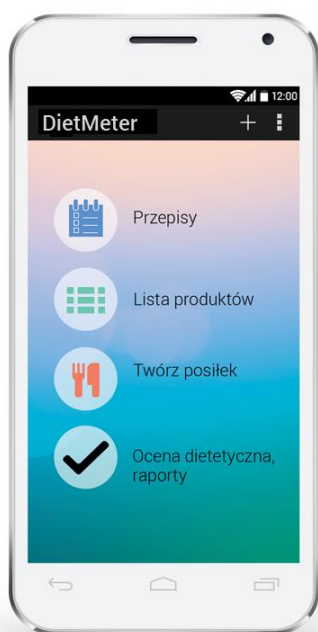 12:00
DietMeter
Przepisy
Lista produktów
Twórz posiłek
Ocena dietetyczna,
raporty